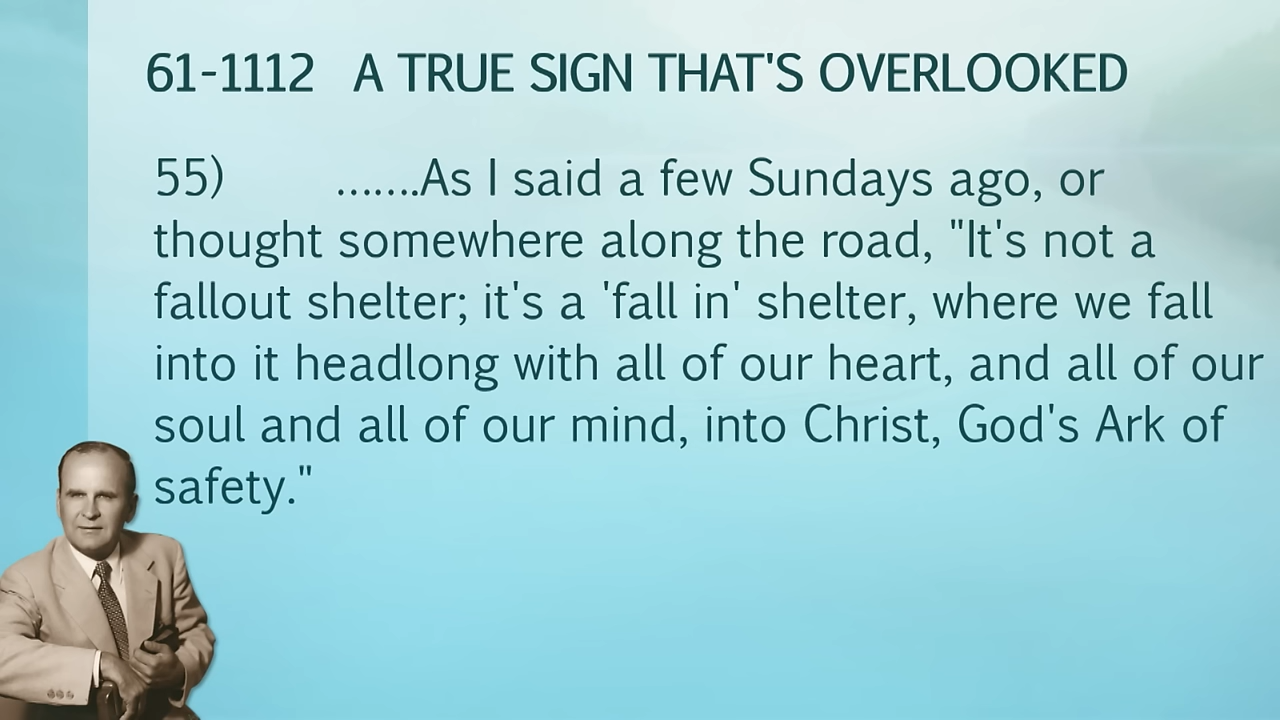 61-1112 A TRUE SIGN THAT'S OVERLOOKED
55) .......As I said a few Sundays ago, or
thought somewhere along the road, "It's not a
fallout shelter; it's a 'fall in' shelter, where we fall
into it headlong with all of our heart, and all of our
soul and all of our mind, into Christ, God's Ark of
safety."